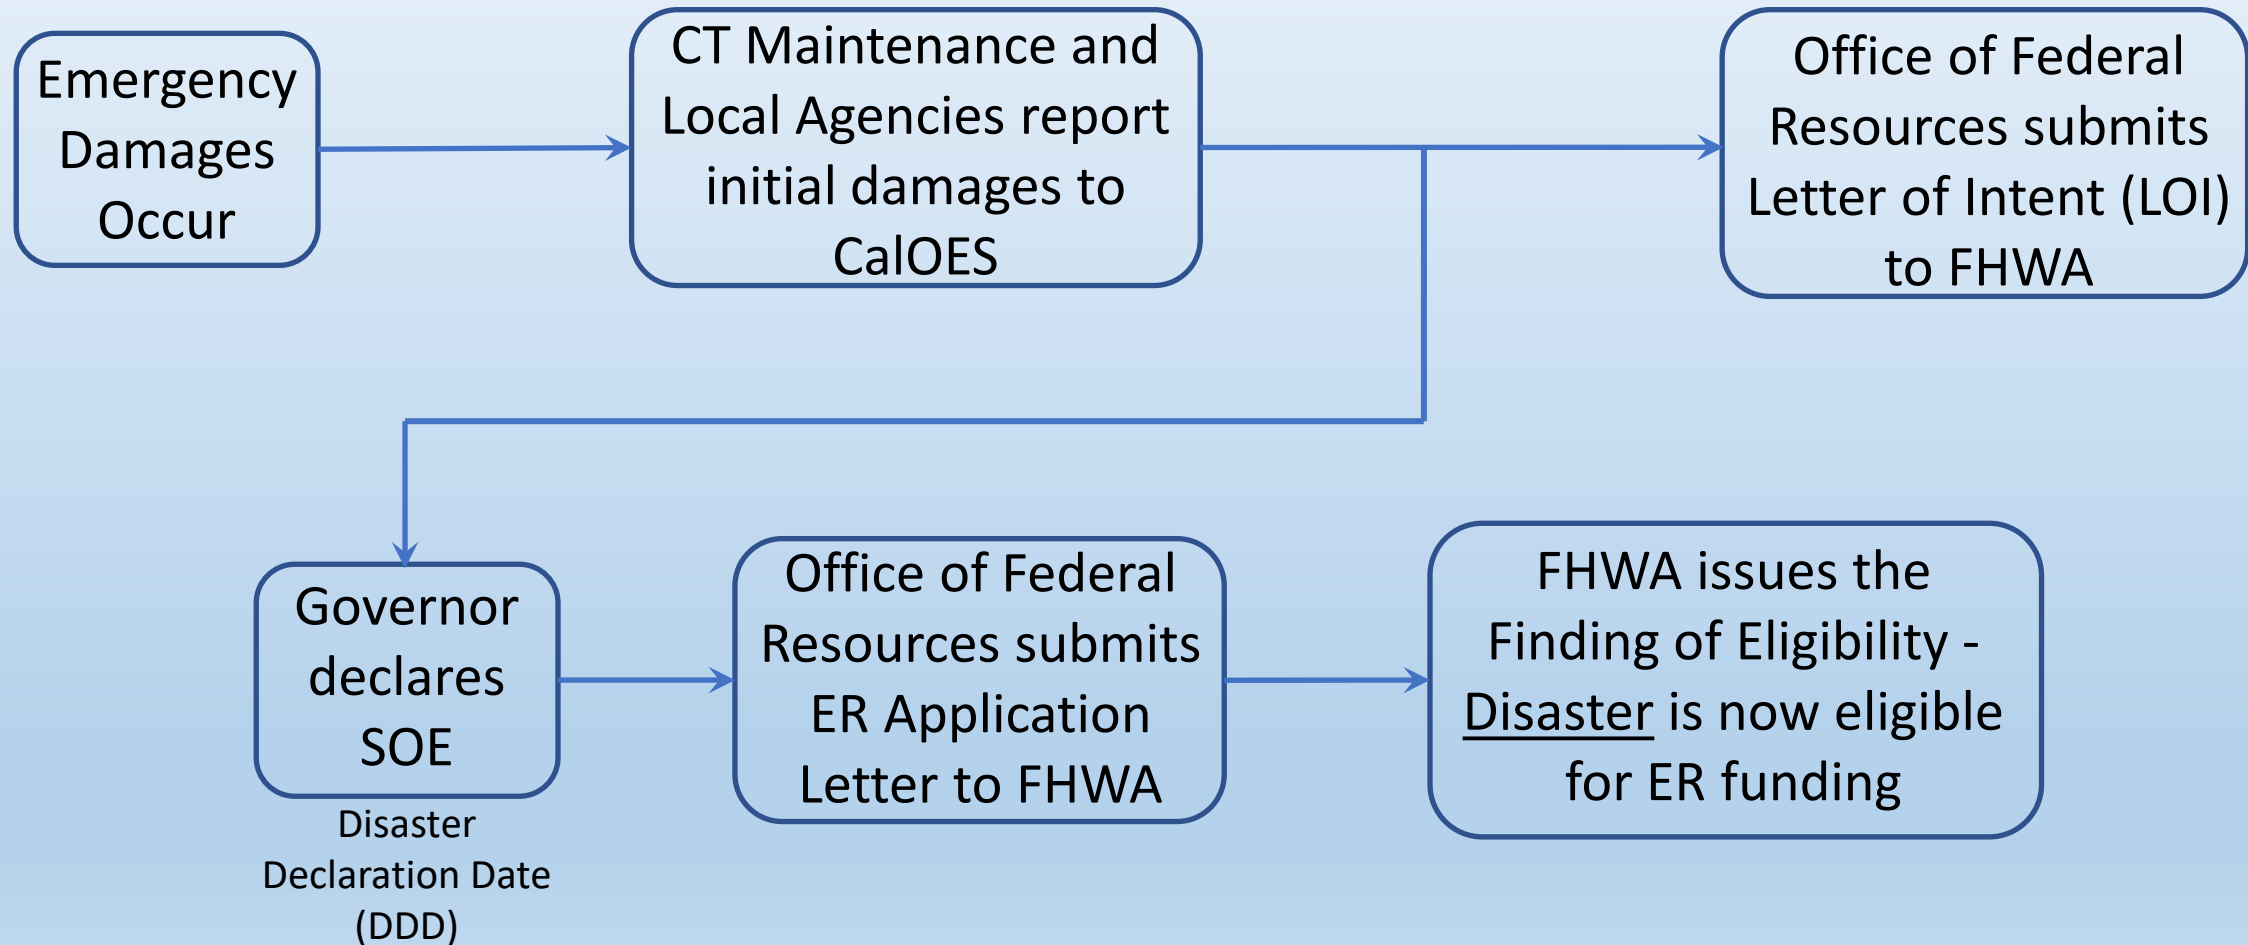 Emergency
Damages
Occur
CT Maintenance and
Local Agencies report
initial damages to
CalOES
Office of Federal
Resources submits
Letter of Intent (LOI)
to FHWA
Governor
declares
SOE
Disaster
Declaration Date
(DDD)
Office of Federal
Resources submits
ER Application
Letter to FHWA
FHWA issues the
Finding of Eligibility -
Disaster is now eligible
for ER funding